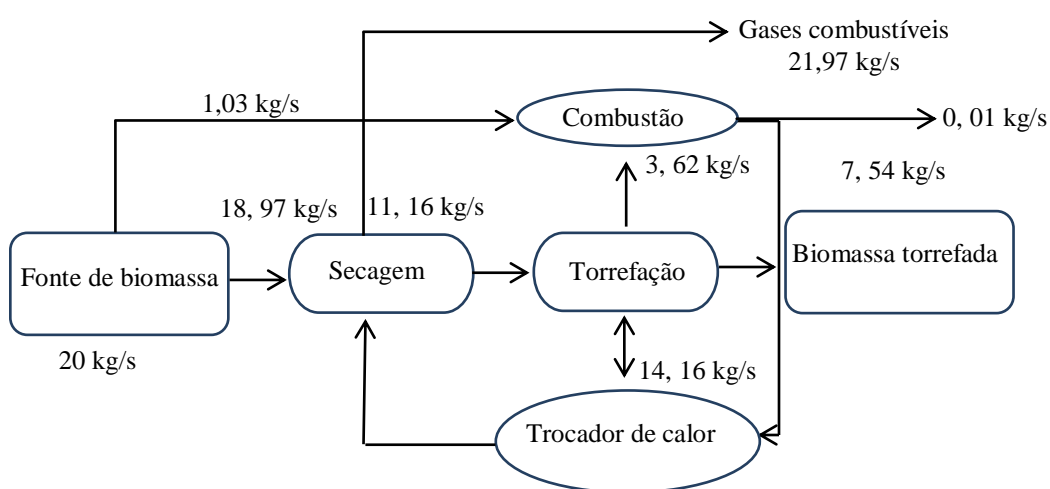 Gases combustíveis
21,97 kg/s
1,03 kg/s
Combustão
0, 01 kg/s
3, 62 kg/s
7, 54 kg/s
18, 97 kg/s
11, 16 kg/s
Fonte de biomassa
Secagem
Torrefação
Biomassa torrefada
20 kg/s
14, 16 kg/s
Trocador de calor